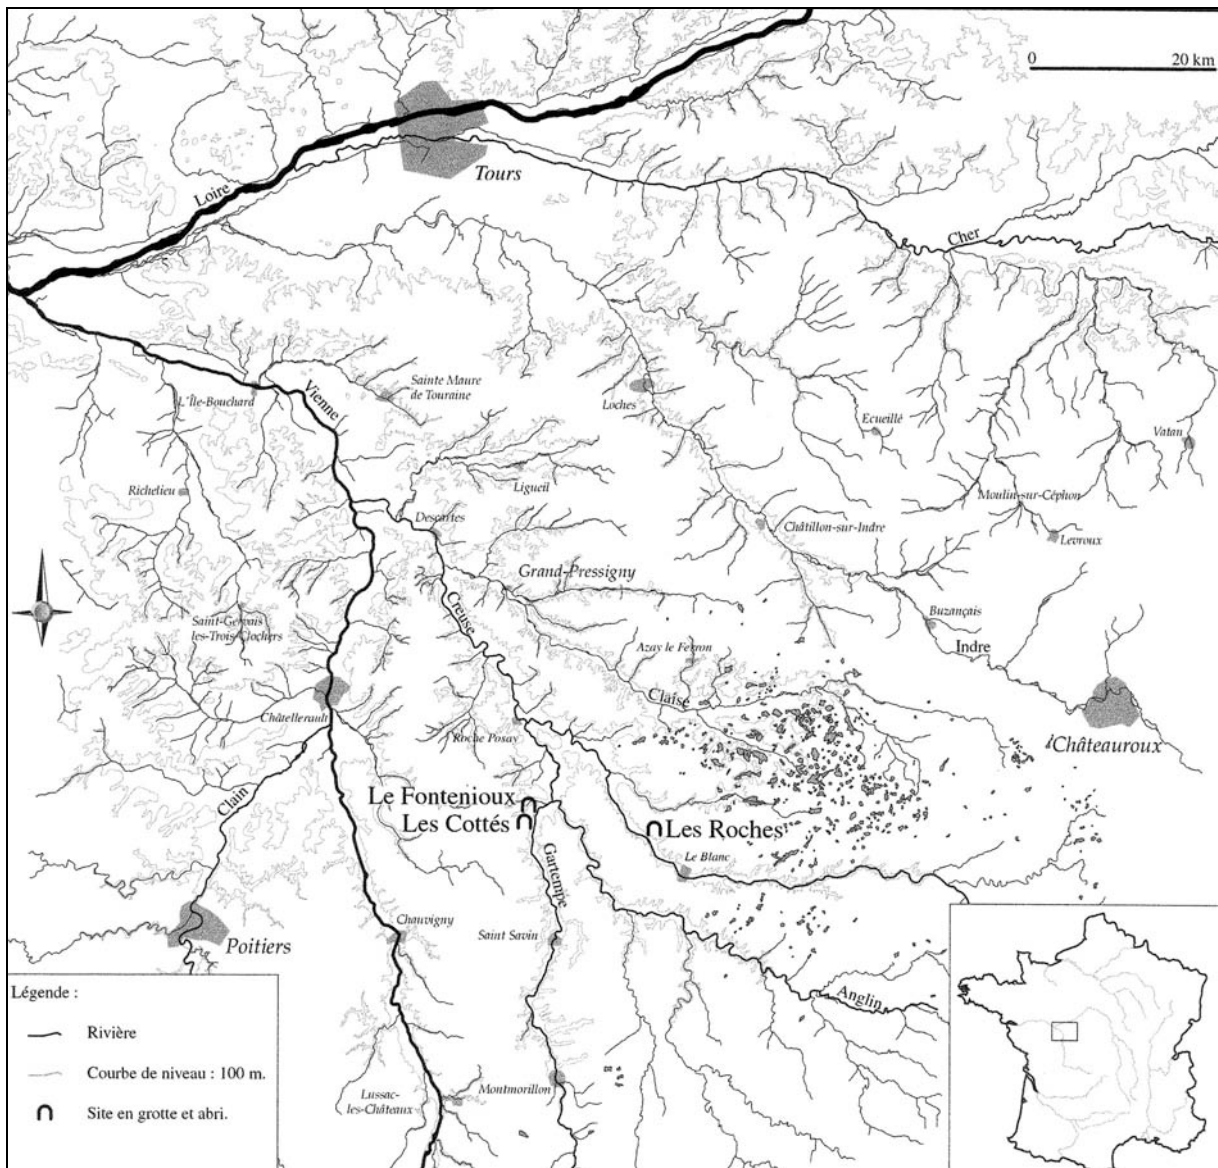 0 20 km
Tours
Loire
Cher
Vienne
Sainte Maure
de Touraine
L'Île-Bouchard
Loches
Ecueillé
Vatan
Richelieu
Ligueil
Descartes
Moulin-sur-Céphon
Châtillon-sur-Indre
Levroux
Grand-Pressigny
Creuse
Saint-Gervais
les-Trois-Clochers
Buzançais
Azay le Ferron
Indre
Claise
Châtellerault
Roche Posay
Châteauroux
Clain
Le Fontenioux
Les Cottés
Les Roches
Le Blanc
Gartempe
Chauvigny
Saint Savin
Poitiers
Anglin
Légende :
Rivière
Courbe de niveau : 100 m.
Site en grotte et abri.
Lussac-
les-Châteaux
Montmorillon